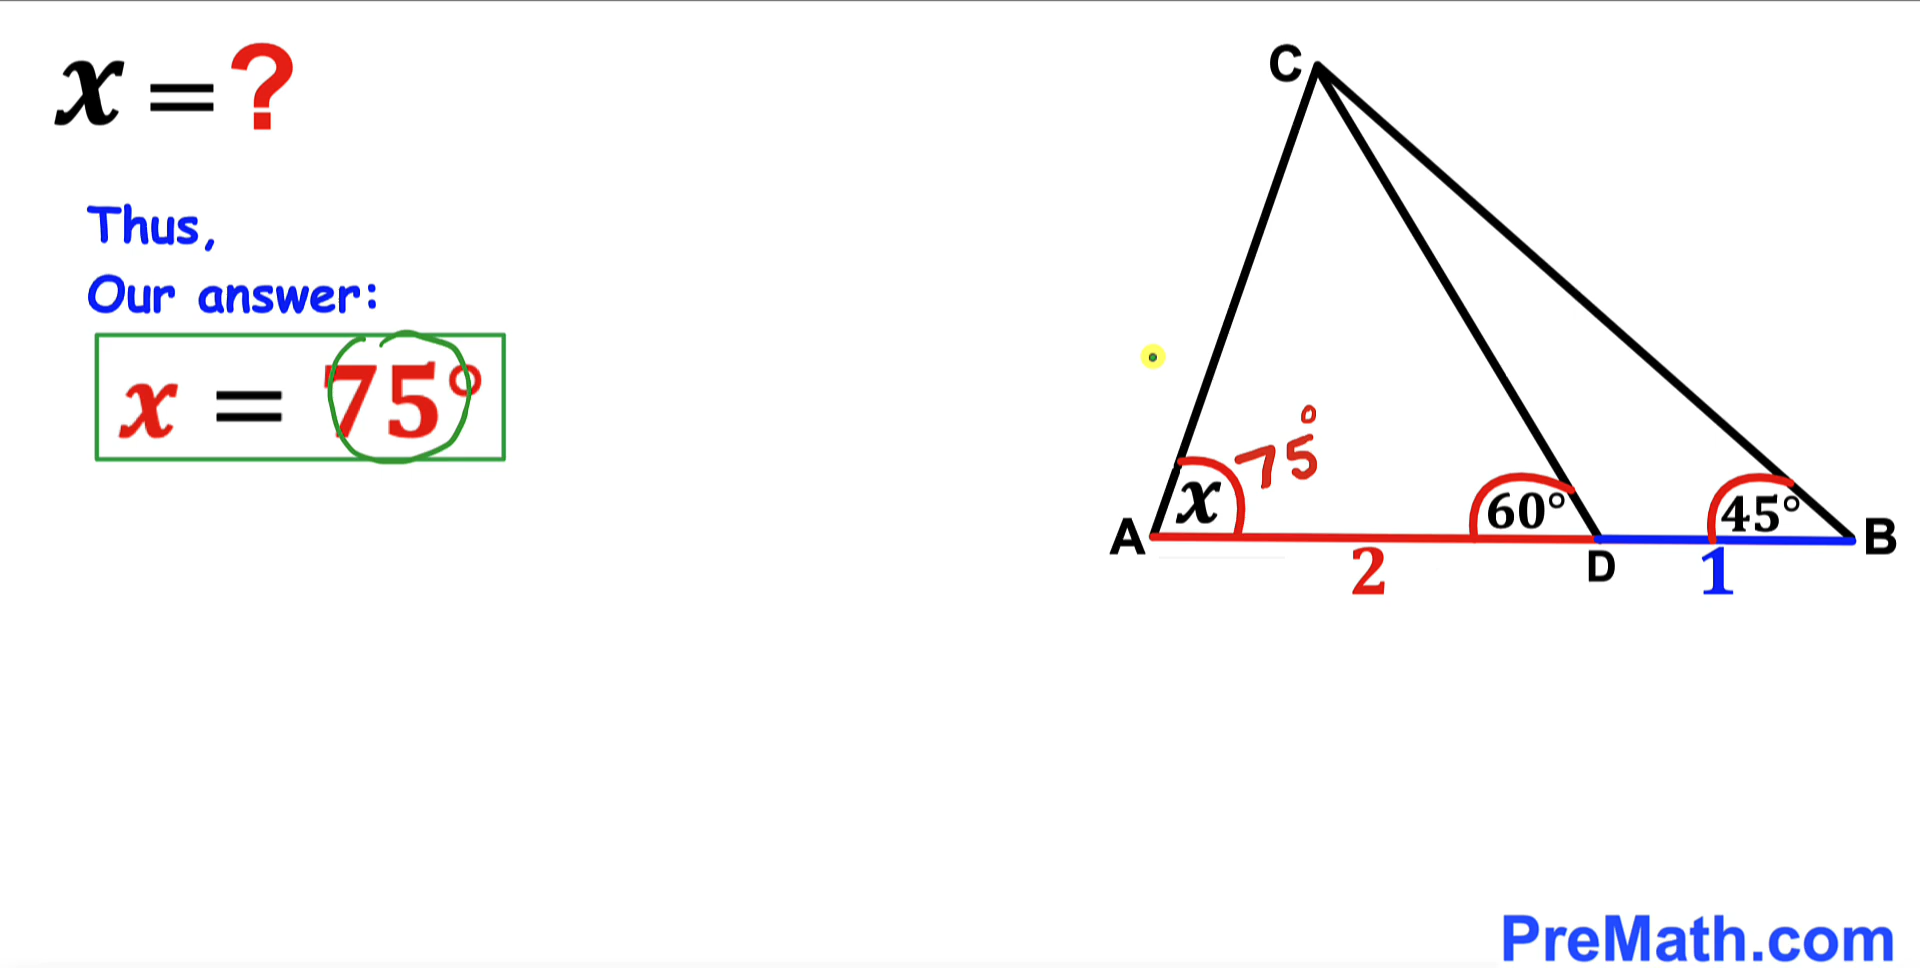 x = ?
Thus,
Our answer:
x = 75°
C
75°
x
60°
45°
A
B
2
D
1
PreMath.com